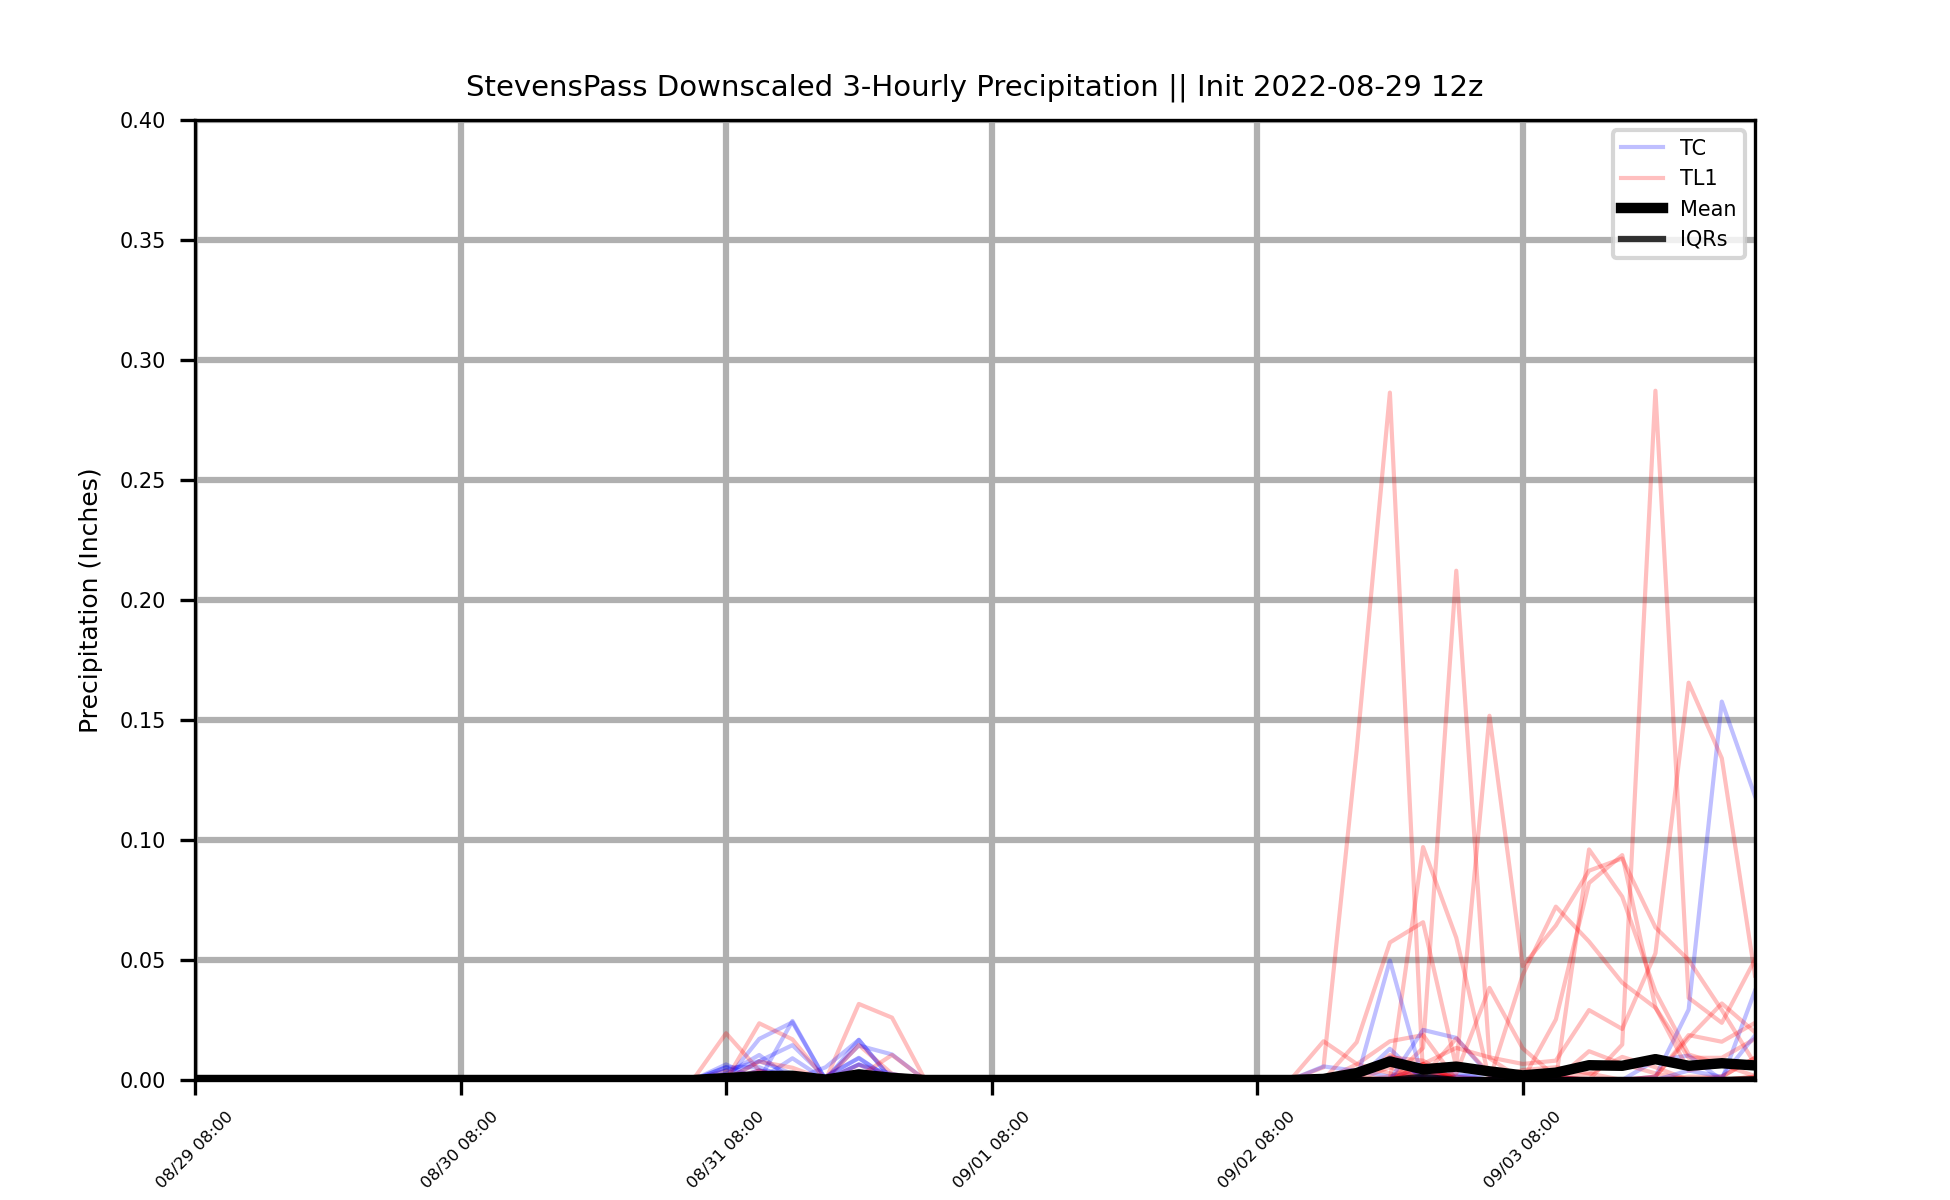 StevensPass Downscaled 3-Hourly Precipitation || Init 2022-08-29 12z
Precipitation (Inches)
0.40
0.35
0.30
0.25
0.20
0.15
0.10
0.05
0.00
TC
TL1
Mean
IQRs
08/29 08:00
08/30 08:00
08/31 08:00
09/01 08:00
09/02 08:00
09/03 08:00